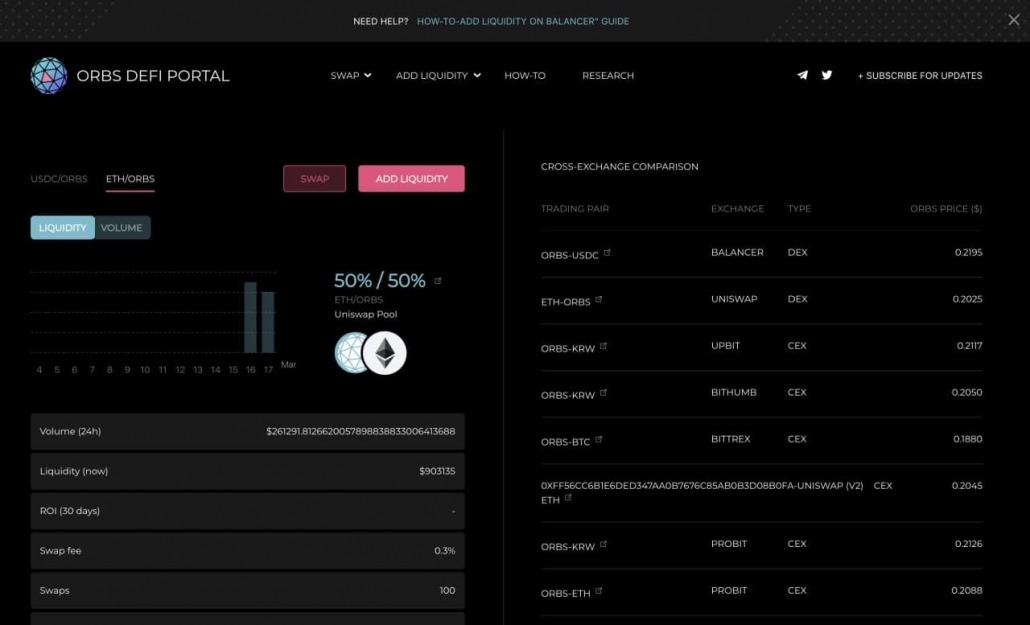 NEED HELP? HOW-TO-ADD LIQUIDITY ON BALANCER" GUIDE
ORBS DEFI PORTAL
SWAP ADD LIQUIDITY HOW-TO RESEARCH + SUBSCRIBE FOR UPDATES
USDC/ORBS ETH/ORBS SWAP ADD LIQUIDITY
LIQUIDITY VOLUME
50% / 50%
ETH/ORBS
Uniswap Pool
4 5 6 7 8 9 10 11 12 13 14 15 16 17 Mar
Volume (24h) $261291.8126620057898838833006413688
Liquidity (now) $903135
ROI (30 days) -
Swap fee 0.3%
Swaps 100
CROSS-EXCHANGE COMPARISON
TRADING PAIR EXCHANGE TYPE ORBS PRICE ($)
ORBS-USDC BALANCER DEX 0.2195
ETH-ORBS UNISWAP DEX 0.2025
ORBS-KRW UPBIT CEX 0.2117
ORBS-KRW BITHUMB CEX 0.2050
ORBS-BTC BITTREX CEX 0.1880
0XFF56CC6B1E6DED347AA0B7676C85AB0B3D08B0FA-UNISWAP (V2) CEX 0.2045
ETH
ORBS-KRW PROBIT CEX 0.2126
ORBS-ETH PROBIT CEX 0.2088